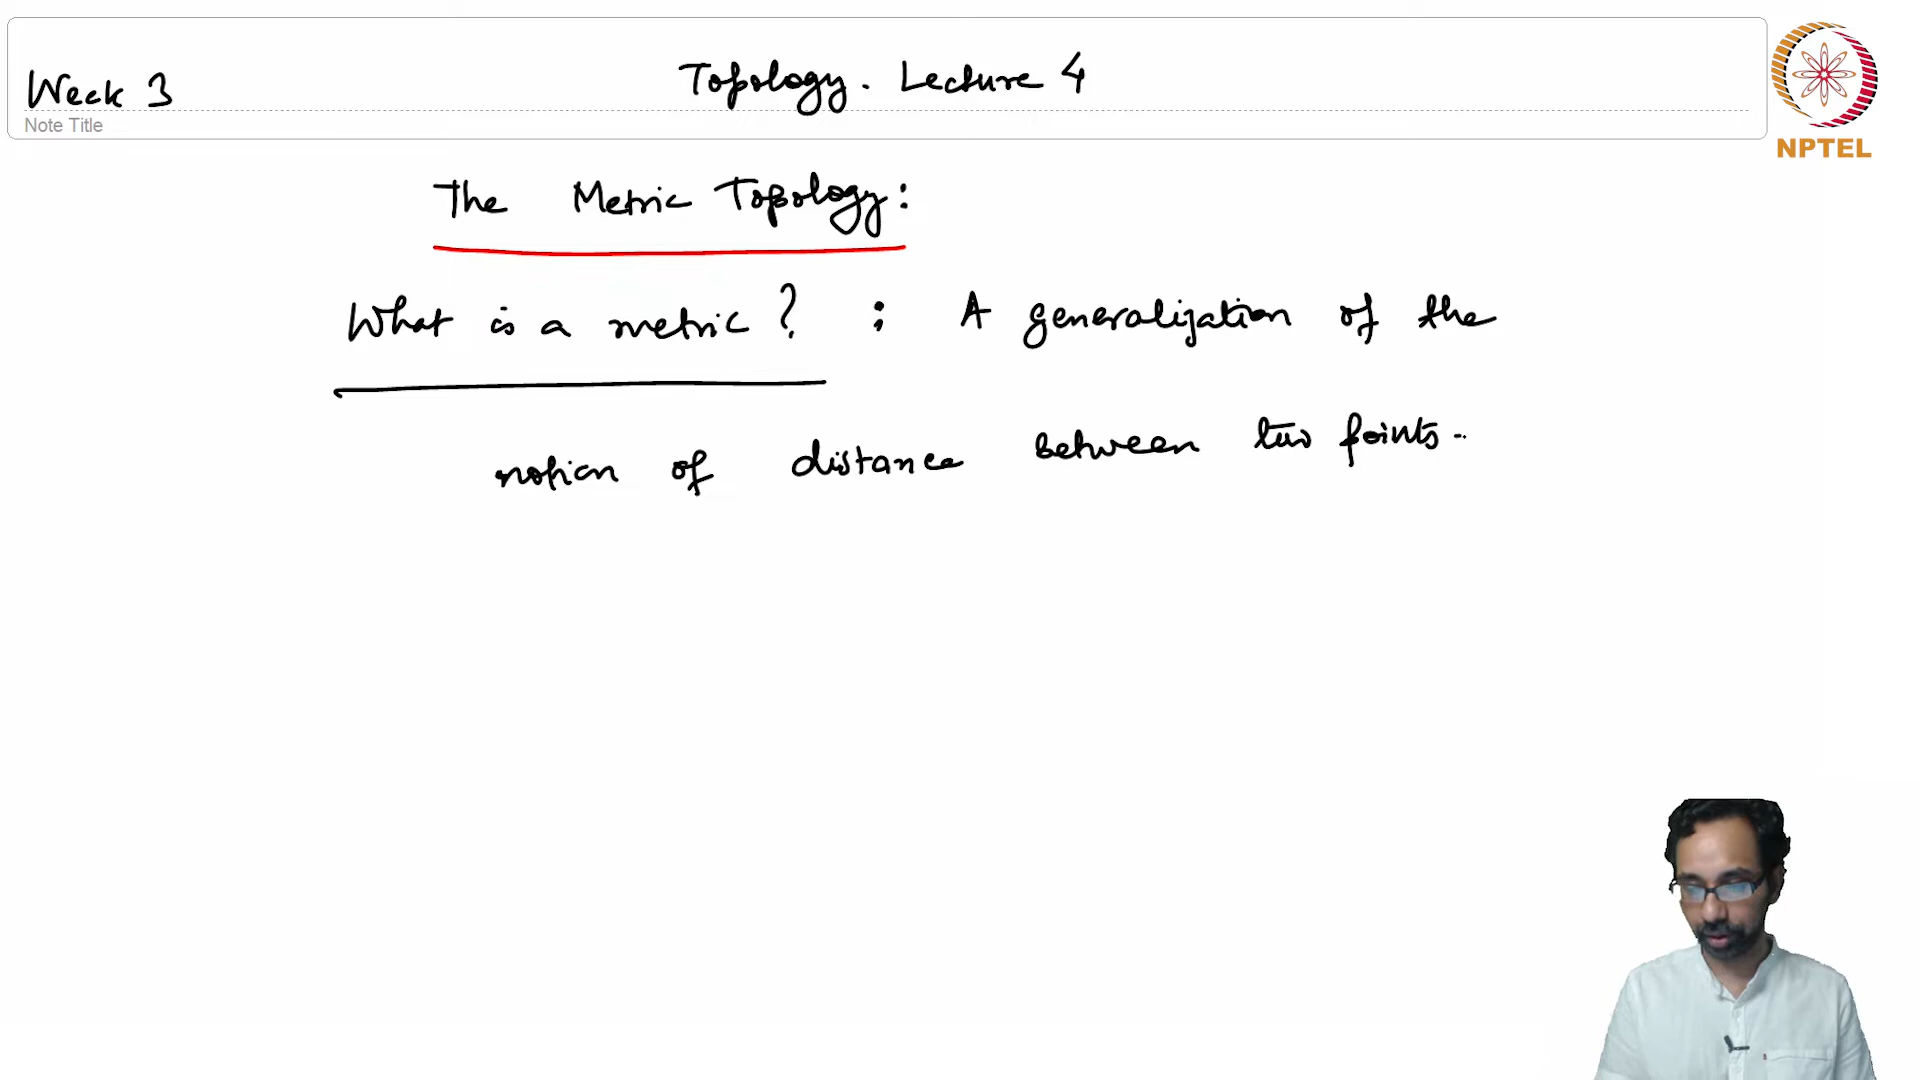 Week 3
Topology. Lecture 4
Note Title
NPTEL
The Metric Topology:
What is a metric? : A generalization of the
notion of distance between two points.